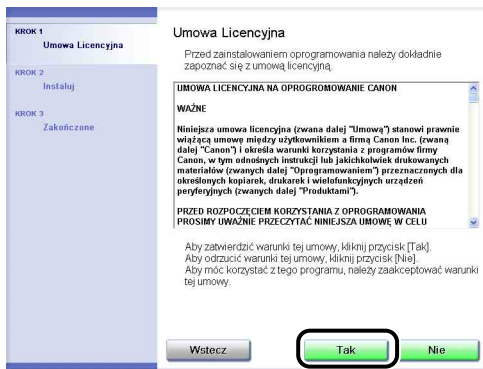 KROK 1
Umowa Licencyjna
KROK 2
Instaluj
KROK 3
Zakończone
Umowa Licencyjna
Przed zainstalowaniem oprogramowania należy dokładnie
zapoznać się z umową licencyjną.
UMOWA LICENCYJNA NA OPROGROMOWANIE CANON
WAŻNE
Niniejsza umowa licencyjna (zwana dalej "Umową") stanowi prawnie
wiążącą umowę między użytkownikiem a firmą Canon Inc. (zwaną
dalej "Canon") i określa warunki korzystania z programów firmy
Canon, w tym odnośnych instrukcji lub jakichkolwiek drukowanych
materiałów (zwanych dalej "Oprogramowaniem") przeznaczonych dla
określonych kopiarek, drukarek i wielofunkcyjnych urządzeń
peryferyjnych (zwanych dalej "Produktami").
PRZED ROZPOCZĘCIEM KORZYSTANIA Z OPROGRAMOWANIA
PROSIMY UWAŻNIE PRZECZYTAĆ NINIEJSZA UMOWĘ W CELU
Aby zatwierdzić warunki tej umowy, kliknij przycisk [Tak].
Aby odrzucić warunki tej umowy, kliknij przycisk [Nie].
Aby móc korzystać z tego programu, należy zaakceptować warunki
tej umowy.
Wstecz Tak Nie